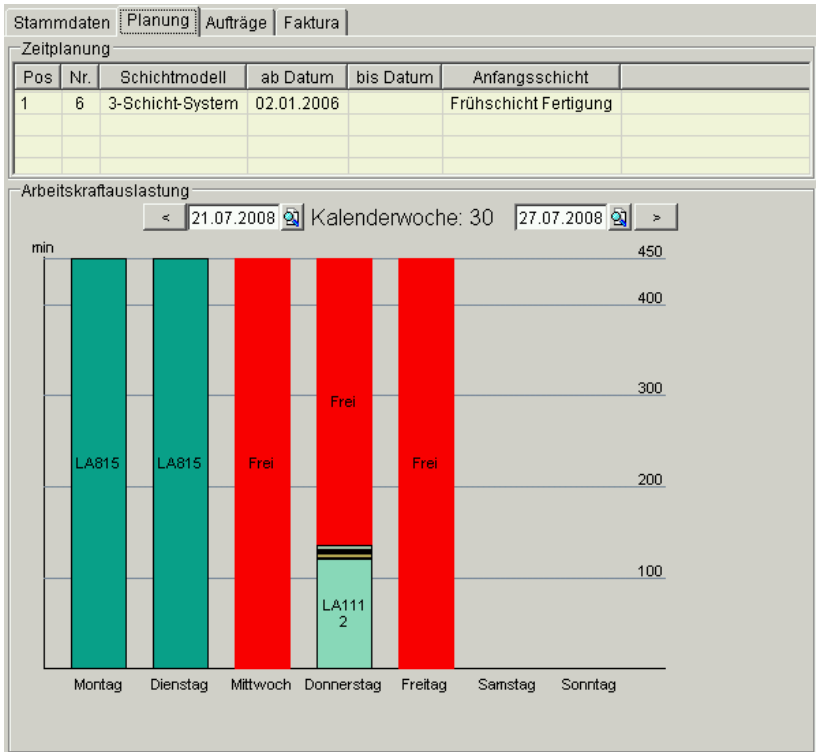 Stammdaten Planung Aufträge Faktura
Zeitplanung
Pos Nr. Schichtmodell ab Datum bis Datum Anfangsschicht
1 6 3-Schicht-System 02.01.2006 Frühschicht Fertigung
Arbeitskraftauslastung
< 21.07.2008 Kalenderwoche: 30 27.07.2008 >
min 450
400
300
Frei
LA815 LA815 Frei Frei
200
100
LA111
2
Montag Dienstag Mittwoch Donnerstag Freitag Samstag Sonntag